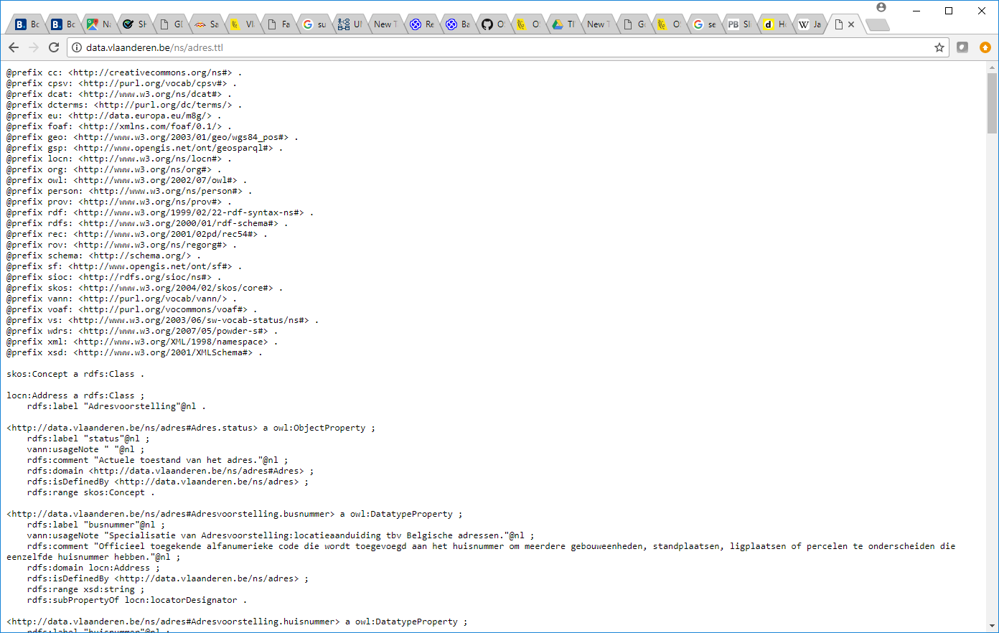 Bc
Bc
Na
SH
GD
Sa
Vl
Fa
su
UI
New T
Re
Ba
O
O
Tl
New T
Go
O
se
SI
Ho
Ja
data.vlaanderen.be/ns/adres.ttl
@prefix cc: <http://creativecommons.org/ns#> .
@prefix cpsv: <http://purl.org/vocab/cpsv#> .
@prefix dcat: <http://www.w3.org/ns/dcat#> .
@prefix dcterms: <http://purl.org/dc/terms/> .
@prefix eu: <http://data.europa.eu/m8g/> .
@prefix foaf: <http://xmlns.com/foaf/0.1/> .
@prefix geo: <http://www.w3.org/2003/01/geo/wgs84_pos#> .
@prefix gsp: <http://www.opengis.net/ont/geosparql#> .
@prefix locn: <http://www.w3.org/ns/locn#> .
@prefix org: <http://www.w3.org/ns/org#> .
@prefix owl: <http://www.w3.org/2002/07/owl#> .
@prefix person: <http://www.w3.org/ns/person#> .
@prefix prov: <http://www.w3.org/ns/prov#> .
@prefix rdf: <http://www.w3.org/1999/02/22-rdf-syntax-ns#> .
@prefix rdfs: <http://www.w3.org/2000/01/rdf-schema#> .
@prefix rec: <http://www.w3.org/2001/02pd/rec54#> .
@prefix rov: <http://www.w3.org/ns/regorg#> .
@prefix schema: <http://schema.org/> .
@prefix sf: <http://www.opengis.net/ont/sf#> .
@prefix sioc: <http://rdfs.org/sioc/ns#> .
@prefix skos: <http://www.w3.org/2004/02/skos/core#> .
@prefix vann: <http://purl.org/vocab/vann/> .
@prefix voaf: <http://purl.org/vocommons/voaf#> .
@prefix vs: <http://www.w3.org/2003/06/sw-vocab-status/ns#> .
@prefix wdrs: <http://www.w3.org/2007/05/powder-s#> .
@prefix xml: <http://www.w3.org/XML/1998/namespace> .
@prefix xsd: <http://www.w3.org/2001/XMLSchema#> .
skos:Concept a rdfs:Class .
locn:Address a rdfs:Class ;
rdfs:label "Adresvoorstelling"@nl .
<http://data.vlaanderen.be/ns/adres#Adres.status> a owl:ObjectProperty ;
rdfs:label "status"@nl ;
vann:usageNote " "@nl ;
rdfs:comment "Actuele toestand van het adres."@nl ;
rdfs:domain <http://data.vlaanderen.be/ns/adres#Adres> ;
rdfs:isDefinedBy <http://data.vlaanderen.be/ns/adres> ;
rdfs:range skos:Concept .
<http://data.vlaanderen.be/ns/adres#Adresvoorstelling.busnummer> a owl:DatatypeProperty ;
rdfs:label "busnummer"@nl ;
vann:usageNote "Specialisatie van Adresvoorstelling:locatieaanduiding tbv Belgische adressen."@nl ;
rdfs:comment "Officieel toegekende alfanumerieke code die wordt toegevoegd aan het huisnummer om meerdere gebouweenheden, standplaatsen, ligplaatsen of percelen te onderscheiden die
eenzelfde huisnummer hebben."@nl ;
rdfs:domain locn:Address ;
rdfs:isDefinedBy <http://data.vlaanderen.be/ns/adres> ;
rdfs:range xsd:string ;
rdfs:subPropertyOf locn:locatorDesignator .
<http://data.vlaanderen.be/ns/adres#Adresvoorstelling.huisnummer> a owl:DatatypeProperty ;
rdfs:label "huisnummer"@nl ;